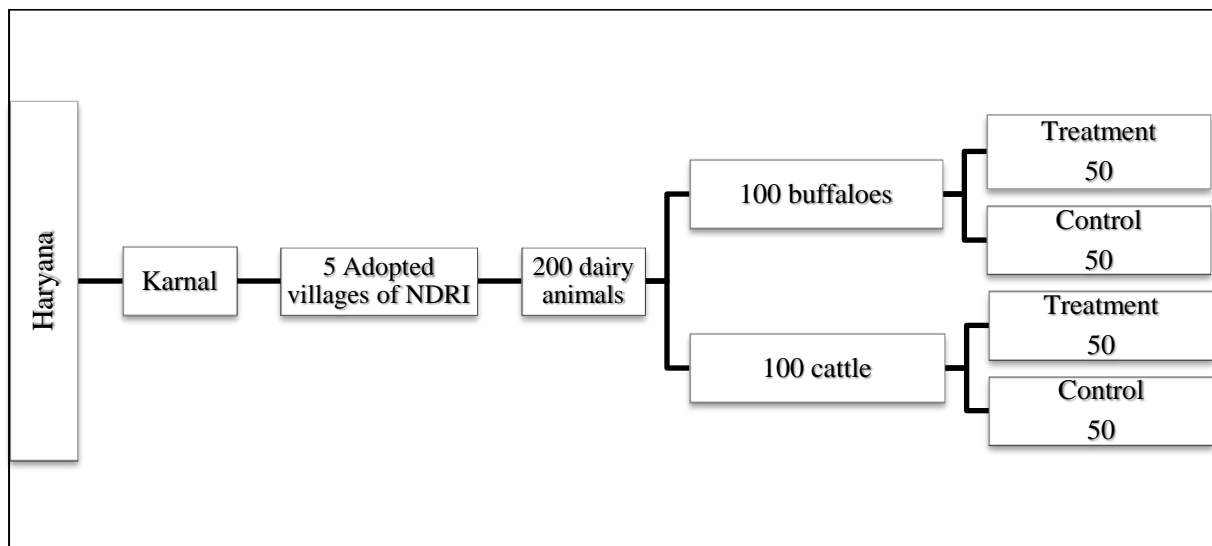 Haryana
Karnal
5 Adopted
villages of NDRI
200 dairy
animals
100 buffaloes
Treatment
50
Control
50
100 cattle
Treatment
50
Control
50